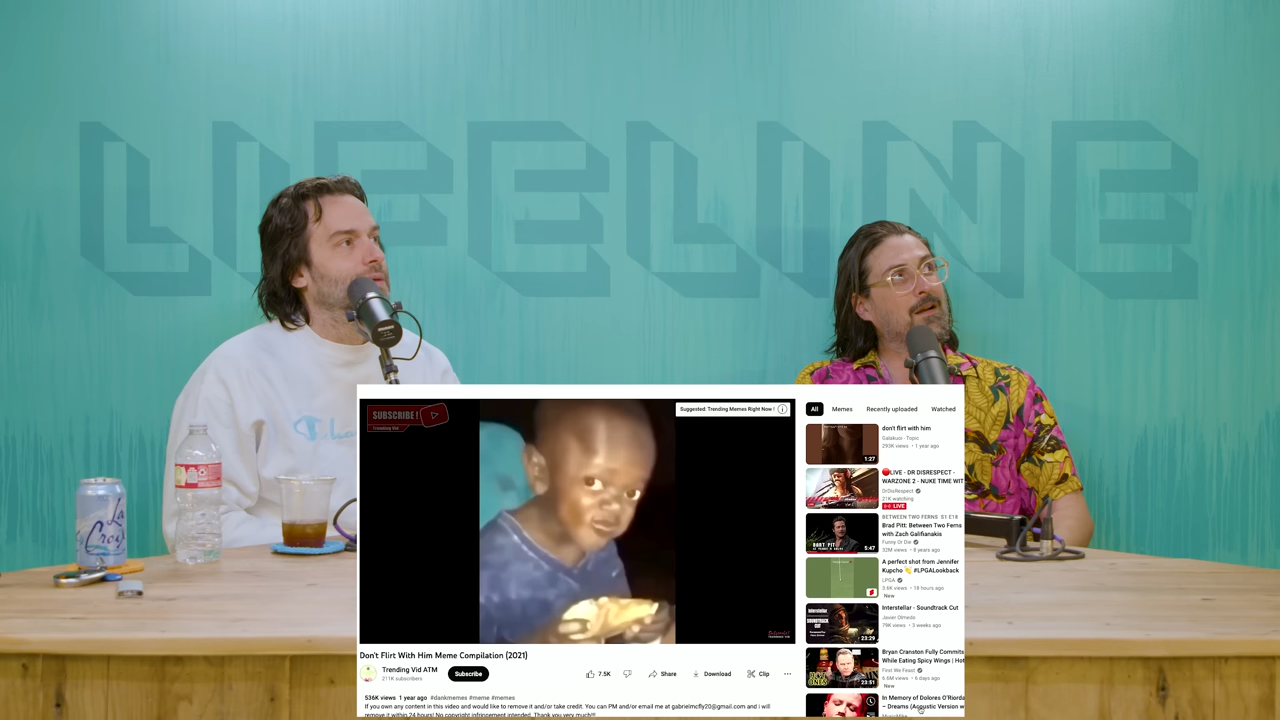 LIFELINE
La
Croix
SUBSCRIBE!
Trending Vid
Suggested: Trending Memes Right Now !
Don't Flirt With Him Meme Compilation (2021)
Trending Vid ATM
211K subscribers
Subscribe
7.5K
Share
Download
Clip
536K views 1 year ago #dankmemes #meme #memes
If you own any content in this video and would like to remove it and/or take credit. You can PM and/or email me at gabrielmcfly20@gmail.com and i will
remove it within 24 hours! No copyright infringement intended. Thank you very much!!!
All
Memes
Recently uploaded
Watched
don't flirt with him
Galakuio - Topic
293K views • 1 year ago
1:27
LIVE - DR DISRESPECT -
WARZONE 2 - NUKE TIME WIT
DrDisRespect
21K watching
LIVE
BETWEEN TWO FERNS S1 E18
Brad Pitt: Between Two Ferns
with Zach Galifianakis
Funny Or Die
32M views • 8 years ago
5:47
A perfect shot from Jennifer
Kupcho 👏 #LPGALookback
LPGA
3.6K views • 18 hours ago
New
Interstellar - Soundtrack Cut
Javier Olmedo
79K views • 3 weeks ago
23:29
Bryan Cranston Fully Commits
While Eating Spicy Wings | Hot
First We Feast
6.6M views • 6 days ago
New
23:51
In Memory of Dolores O'Riorda
– Dreams (Acoustic Version w